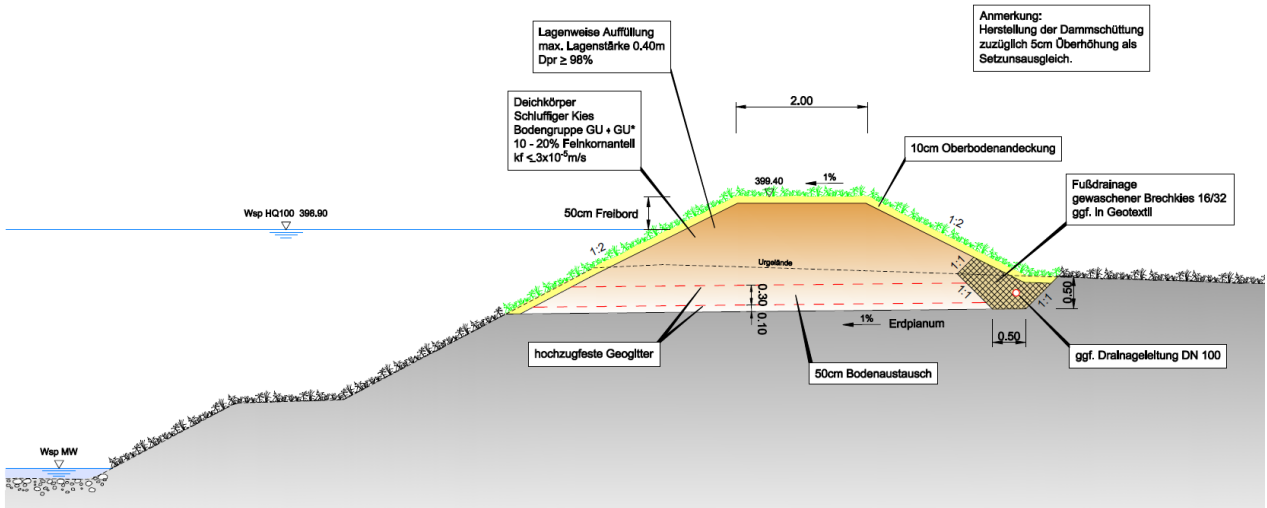 Anmerkung:
Herstellung der Dammschüttung
zuzüglich 5cm Überhöhung als
Setzunsausgleich.
Lagenweise Auffüllung
max. Lagenstärke 0.40m
Dpr ≥ 98%
Deichkörper
Schluffiger Kies
Bodengruppe GU + GU*
10 - 20% Feinkornanteil
kf ≤ 3x10⁻⁵m/s
2.00
10cm Oberbodenandeckung
399.40
1%
Fußdrainage
gewaschener Brechkies 16/32
ggf. in Geotextil
Wsp HQ100 398.90
50cm Freibord
1:2
1:2
Urgelände
1:1
1:1
1:1
0.50
0.30
0.10
1%
Erdplanum
0.50
hochzugfeste Geogitter
50cm Bodenaustausch
ggf. Drainageleitung DN 100
Wsp MW